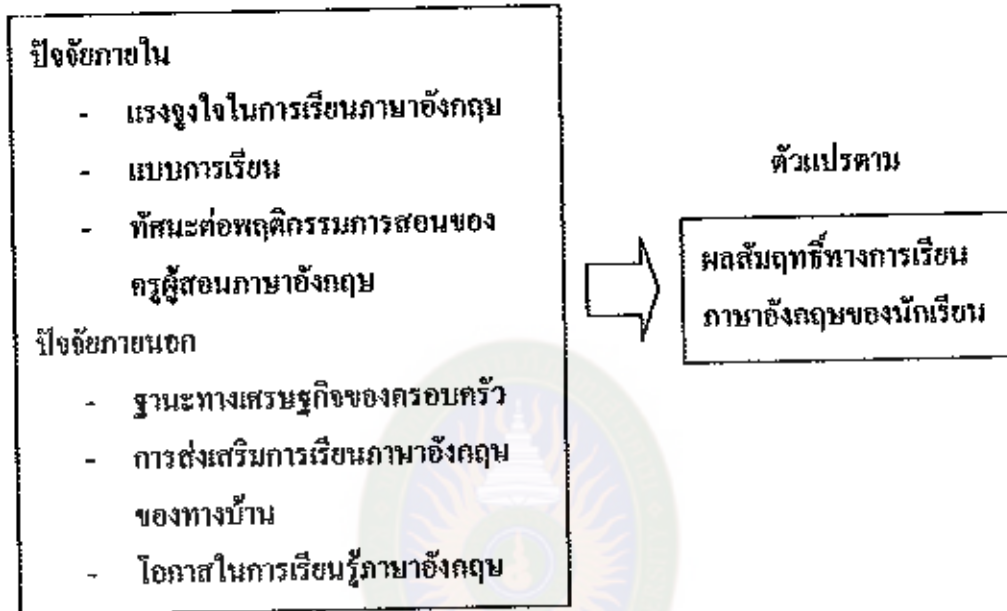 ปัจจัยภายใน
- แรงจูงใจในการเรียนภาษาอังกฤษ
- แบบการเรียน
- ทัศนะต่อพฤติกรรมการสอนของ
ครูผู้สอนภาษาอังกฤษ
ปัจจัยภายนอก
- ฐานะทางเศรษฐกิจของครอบครัว
- การส่งเสริมการเรียนภาษาอังกฤษ
ของทางบ้าน
- โอกาสในการเรียนรู้ภาษาอังกฤษ
ตัวแปรตาม
ผลสัมฤทธิ์ทางการเรียน
ภาษาอังกฤษของนักเรียน